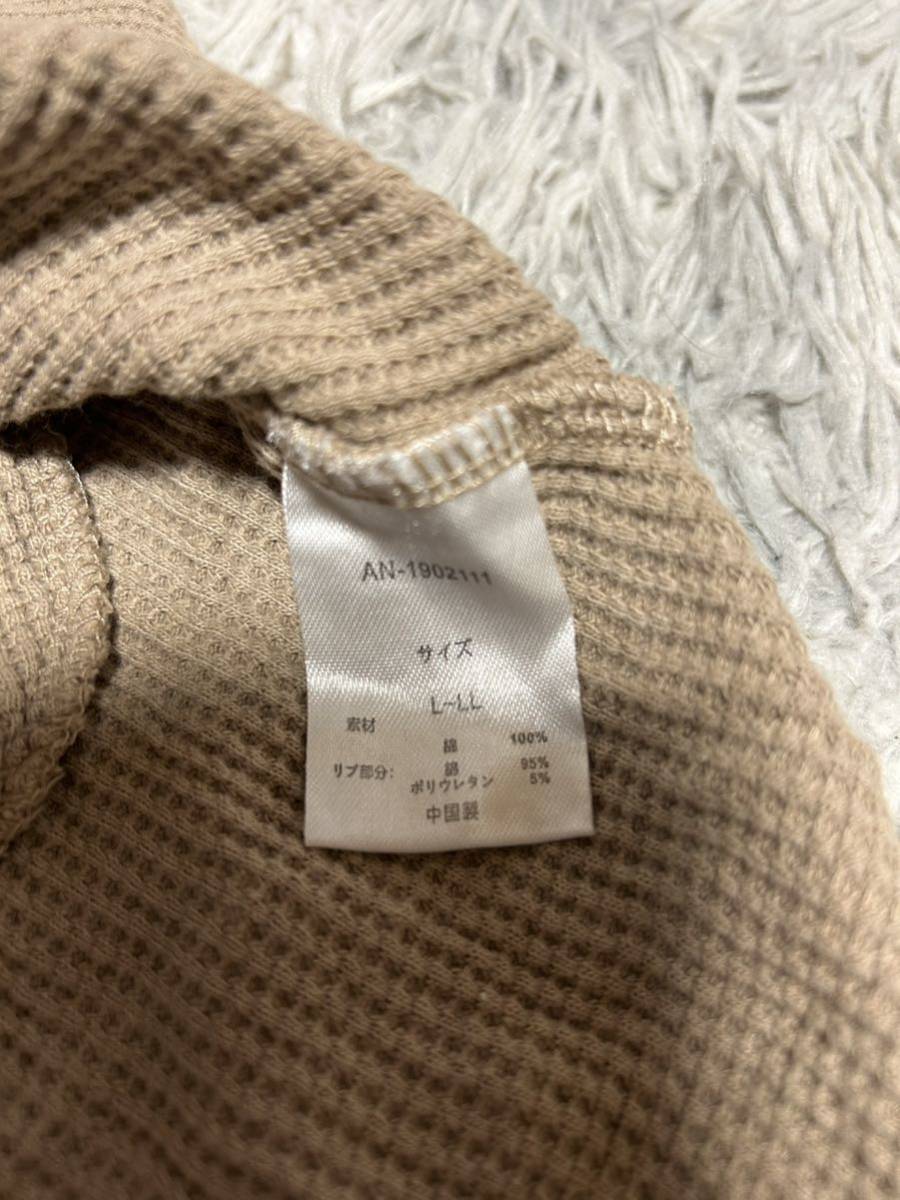 AN-1902111
サイズ
L~LL
素材 綿 100%
リブ部分: 綿 95%
ポリウレタン 5%
中国製